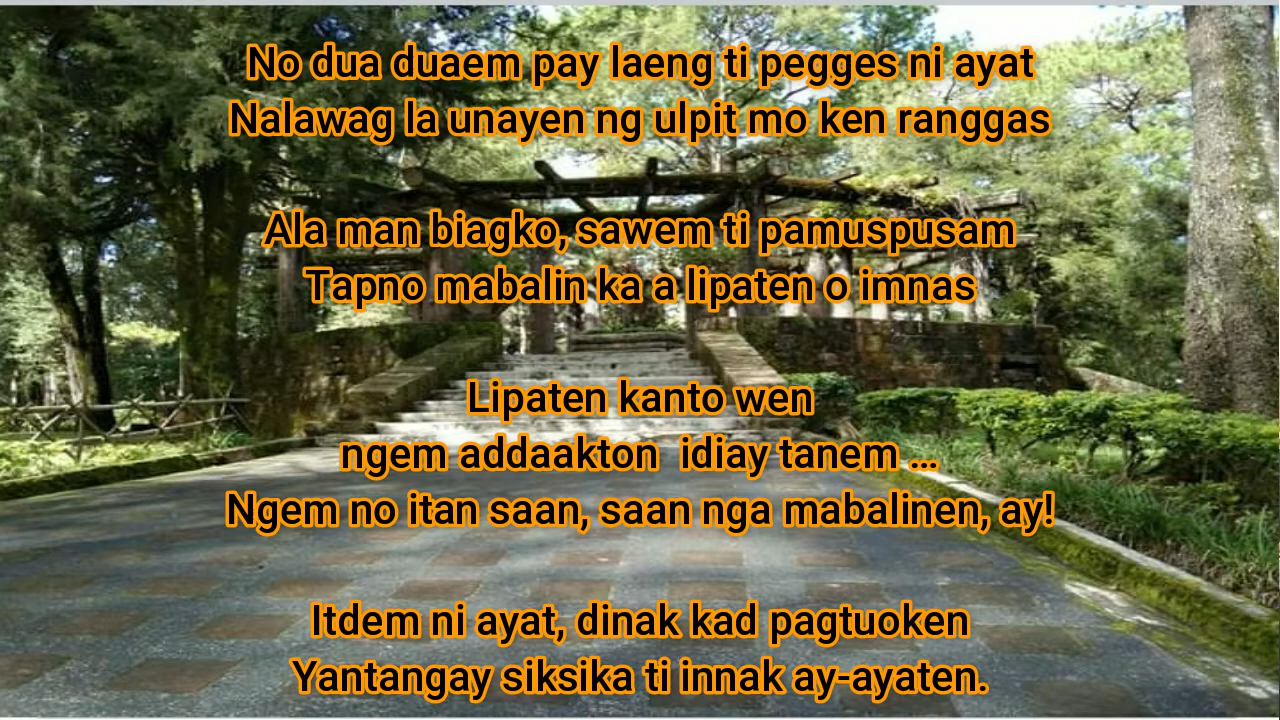 No dua duaem pay laeng ti pegges ni ayat
Nalawag la unayen ng ulpit mo ken ranggas
Ala man biagko, sawem ti pamuspusam
Tapno mabalin ka a lipaten o imnas
Lipaten kanto wen
ngem addaakton idiay tanem ...
Ngem no itan saan, saan nga mabalinen, ay!
Itdem ni ayat, dinak kad pagtuoken
Yantangay siksika ti innak ay-ayaten.